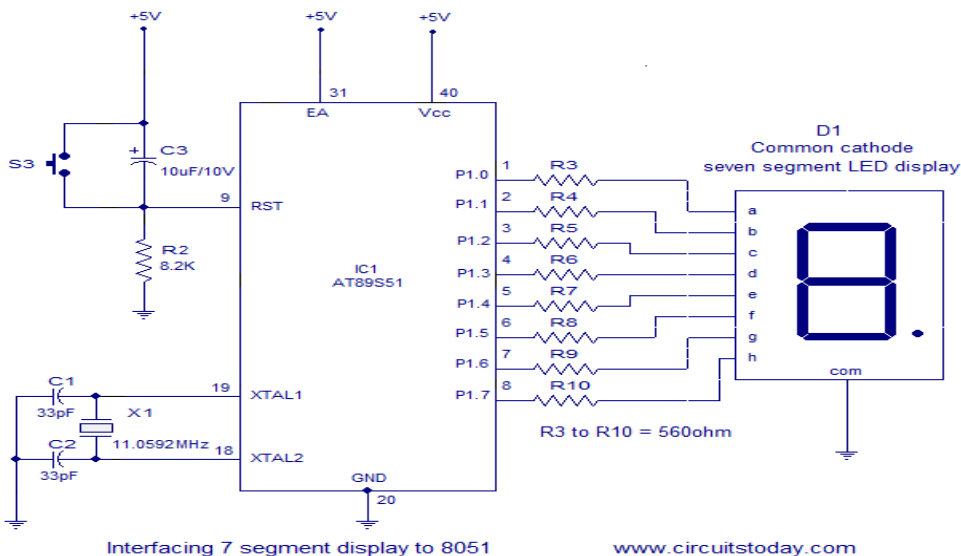 +5V
+5V
+5V
31
40
EA
Vcc
S3
+
C3
10uF/10V
9
RST
R2
8.2K
IC1
AT89S51
P1.0
1
R3
P1.1
2
R4
P1.2
3
R5
P1.3
4
R6
P1.4
5
R7
P1.5
6
R8
P1.6
7
R9
P1.7
8
R10
R3 to R10 = 560ohm
D1
Common cathode
seven segment LED display
a
b
c
d
e
f
g
h
com
C1
33pF
X1
11.0592MHz
C2
33pF
19
XTAL1
18
XTAL2
GND
20
Interfacing 7 segment display to 8051
www.circuitstoday.com